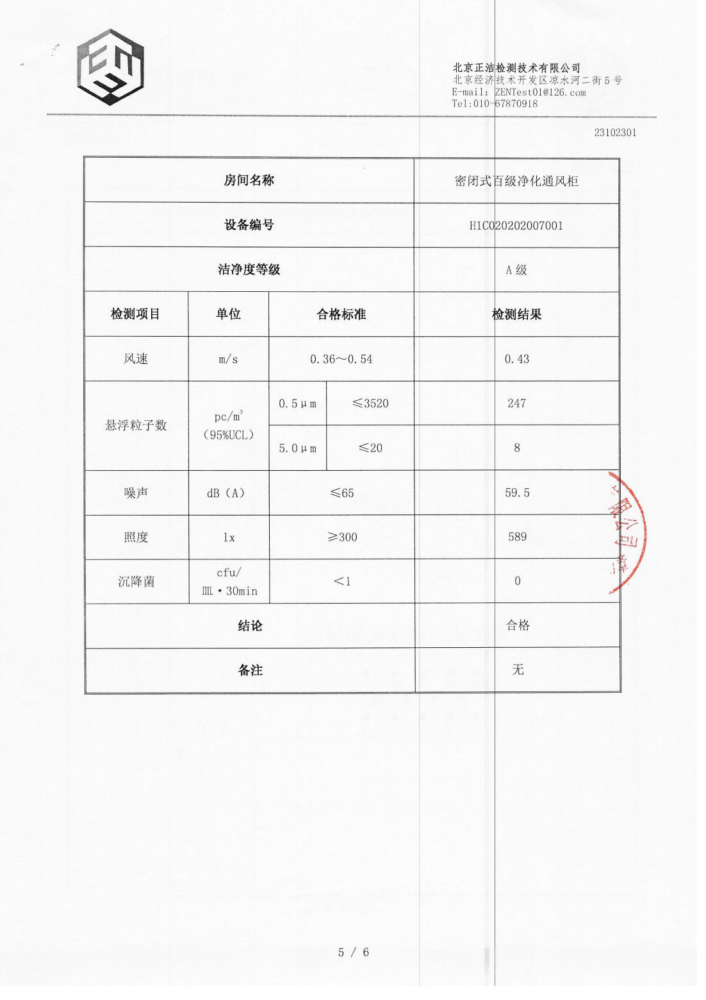 北京正洁检测技术有限公司
北京经济技术开发区凉水河二街5号
E-mail: ZENTest01@126.com
Tel:010-67870918
23102301
房间名称 密闭式百级净化通风柜
设备编号 H1C020202007001
洁净度等级 A级
检测项目 单位 合格标准 检测结果
风速 m/s 0.36～0.54 0.43
悬浮粒子数 pc/m³ (95%UCL) 0.5μm ≤3520 247
5.0μm ≤20 8
噪声 dB（A） ≤65 59.5
照度 lx ≥300 589
沉降菌 cfu/皿·30min ＜1 0
结论 合格
备注 无
限公司
5 / 6